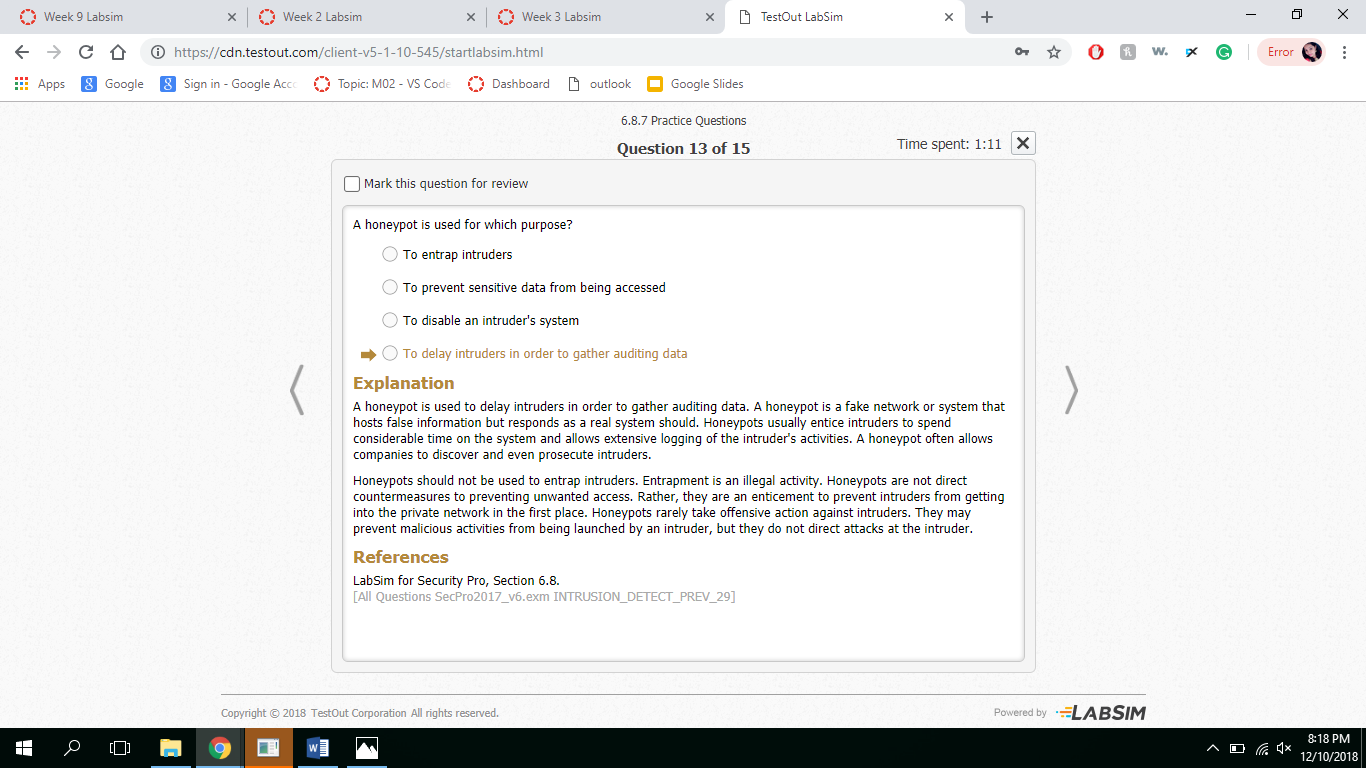 Week 9 Labsim
Week 2 Labsim
Week 3 Labsim
TestOut LabSim
https://cdn.testout.com/client-v5-1-10-545/startlabsim.html
Error
Apps
Google
Sign in - Google Acc
Topic: M02 - VS Code
Dashboard
outlook
Google Slides
6.8.7 Practice Questions
Question 13 of 15
Time spent: 1:11
Mark this question for review
A honeypot is used for which purpose?
To entrap intruders
To prevent sensitive data from being accessed
To disable an intruder's system
To delay intruders in order to gather auditing data
Explanation
A honeypot is used to delay intruders in order to gather auditing data. A honeypot is a fake network or system that
hosts false information but responds as a real system should. Honeypots usually entice intruders to spend
considerable time on the system and allows extensive logging of the intruder's activities. A honeypot often allows
companies to discover and even prosecute intruders.
Honeypots should not be used to entrap intruders. Entrapment is an illegal activity. Honeypots are not direct
countermeasures to preventing unwanted access. Rather, they are an enticement to prevent intruders from getting
into the private network in the first place. Honeypots rarely take offensive action against intruders. They may
prevent malicious activities from being launched by an intruder, but they do not direct attacks at the intruder.
References
LabSim for Security Pro, Section 6.8.
[All Questions SecPro2017_v6.exm INTRUSION_DETECT_PREV_29]
Copyright © 2018 TestOut Corporation All rights reserved.
Powered by LABSIM
8:18 PM
12/10/2018